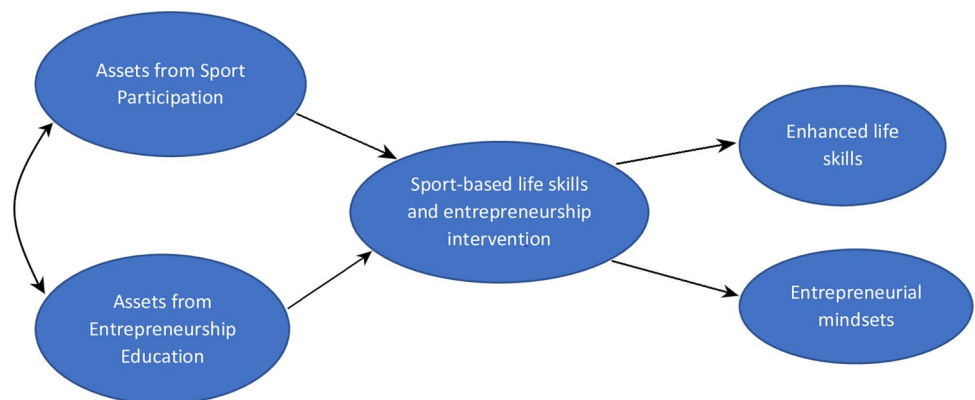 Assets from Sport
Participation
Assets from
Entrepreneurship
Education
Sport-based life skills
and entrepreneurship
intervention
Enhanced life
skills
Entrepreneurial
mindsets